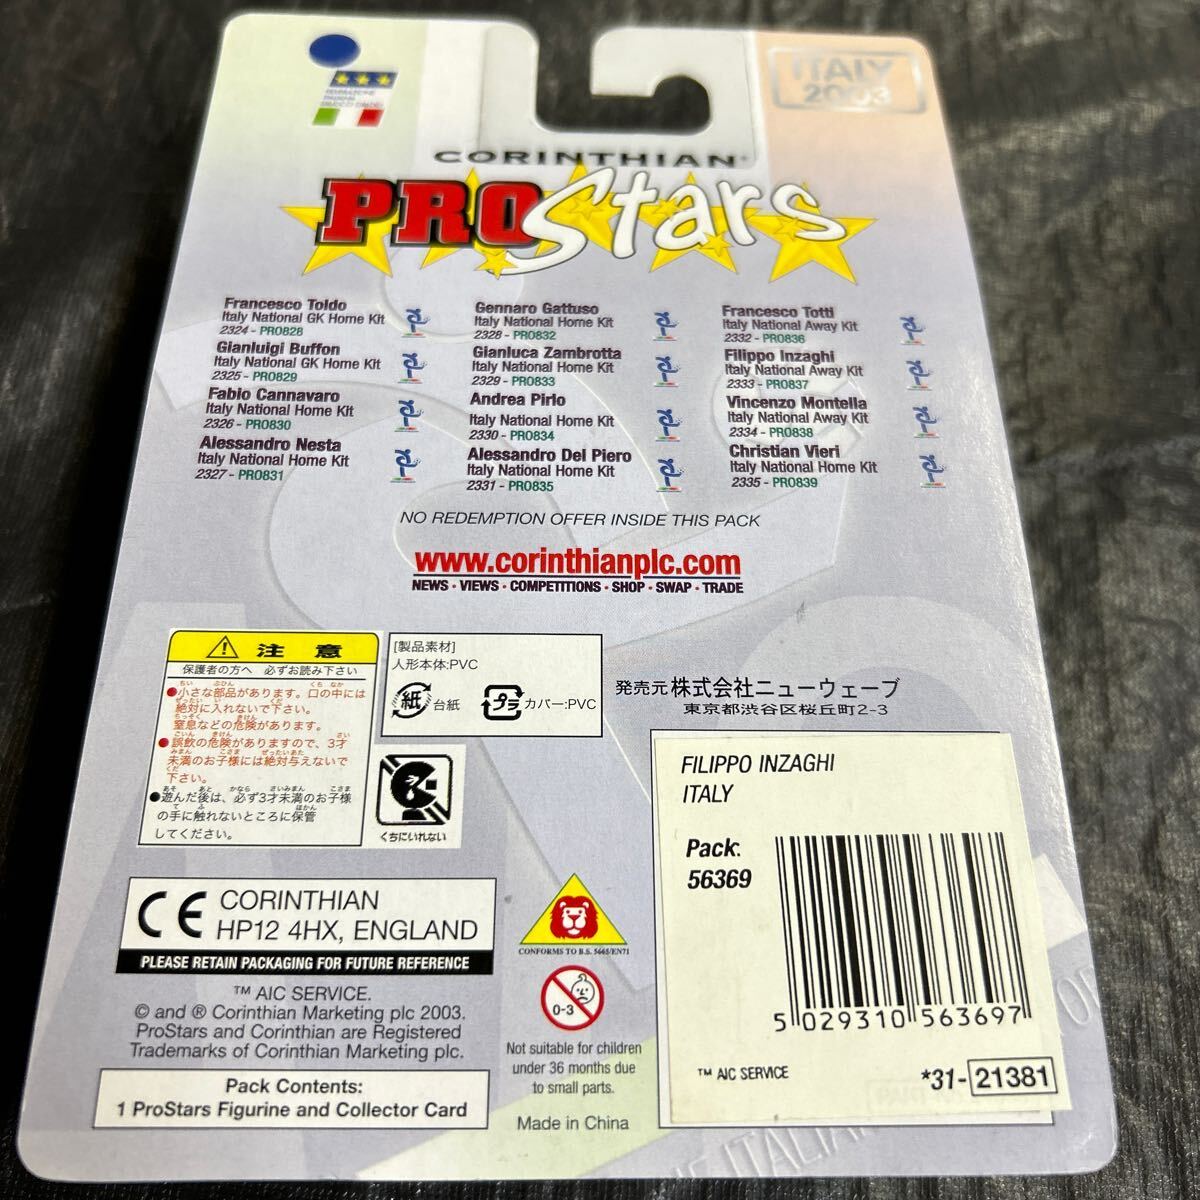 ITALY
2003
CORINTHIAN
PROStars
Francesco Toldo
Italy National GK Home Kit
2324 - PRO828
Gianluigi Buffon
Italy National GK Home Kit
2325 - PRO829
Fabio Cannavaro
Italy National Home Kit
2326 - PRO830
Alessandro Nesta
Italy National Home Kit
2327 - PRO831
Gennaro Gattuso
Italy National Home Kit
2328 - PRO832
Gianluca Zambrotta
Italy National Home Kit
2329 - PRO833
Andrea Pirlo
Italy National Home Kit
2330 - PRO834
Alessandro Del Piero
Italy National Home Kit
2331 - PRO835
Francesco Totti
Italy National Away Kit
2332 - PRO836
Filippo Inzaghi
Italy National Away Kit
2333 - PRO837
Vincenzo Montella
Italy National Away Kit
2334 - PRO838
Christian Vieri
Italy National Home Kit
2335 - PRO839
NO REDEMPTION OFFER INSIDE THIS PACK
www.corinthianplc.com
NEWS · VIEWS · COMPETITIONS · SHOP · SWAP · TRADE
注意
保護者の方へ 必ずお読み下さい
●小さな部品があります。口の中には
絶対に入れないで下さい。
窒息などの危険があります。
●誤飲の危険がありますので、3才
未満のお子様には絶対与えないで
下さい。
●遊んだ後は、必ず3才未満のお子様
の手に触れないところに保管
してください。
くちにいれない
[製品素材]
人形本体:PVC
紙 台紙
プラ カバー:PVC
発売元 株式会社ニューウェーブ
東京都渋谷区桜丘町2-3
CE CORINTHIAN
HP12 4HX, ENGLAND
PLEASE RETAIN PACKAGING FOR FUTURE REFERENCE
™ AIC SERVICE.
© and ® Corinthian Marketing plc 2003.
ProStars and Corinthian are Registered
Trademarks of Corinthian Marketing plc.
Pack Contents:
1 ProStars Figurine and Collector Card
CONFORMS TO B.S. 5665/EN71
0-3
Not suitable for children
under 36 months due
to small parts.
Made in China
FILIPPO INZAGHI
ITALY
Pack:
56369
5 029310 563697
™ AIC SERVICE
*31-21381